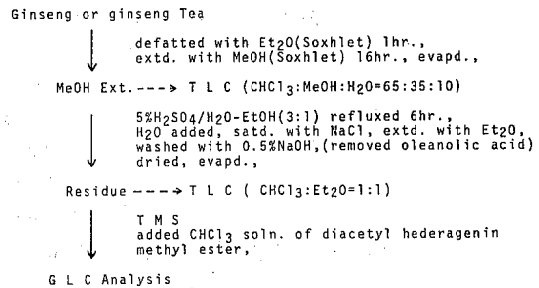 Ginseng or ginseng Tea
defatted with Et2O(Soxhlet) 1hr.,
extd. with MeOH(Soxhlet) 16hr., evapd.,
MeOH Ext.---→ T L C (CHCl3:MeOH:H2O=65:35:10)
5%H2SO4/H2O-EtOH(3:1) refluxed 6hr.,
H2O added, satd. with NaCl, extd. with Et2O,
washed with 0.5%NaOH,(removed oleanolic acid)
dried, evapd.,
Residue ---→ T L C ( CHCl3:Et2O=1:1)
T M S
added CHCl3 soln. of diacetyl hederagenin
methyl ester,
G L C Analysis